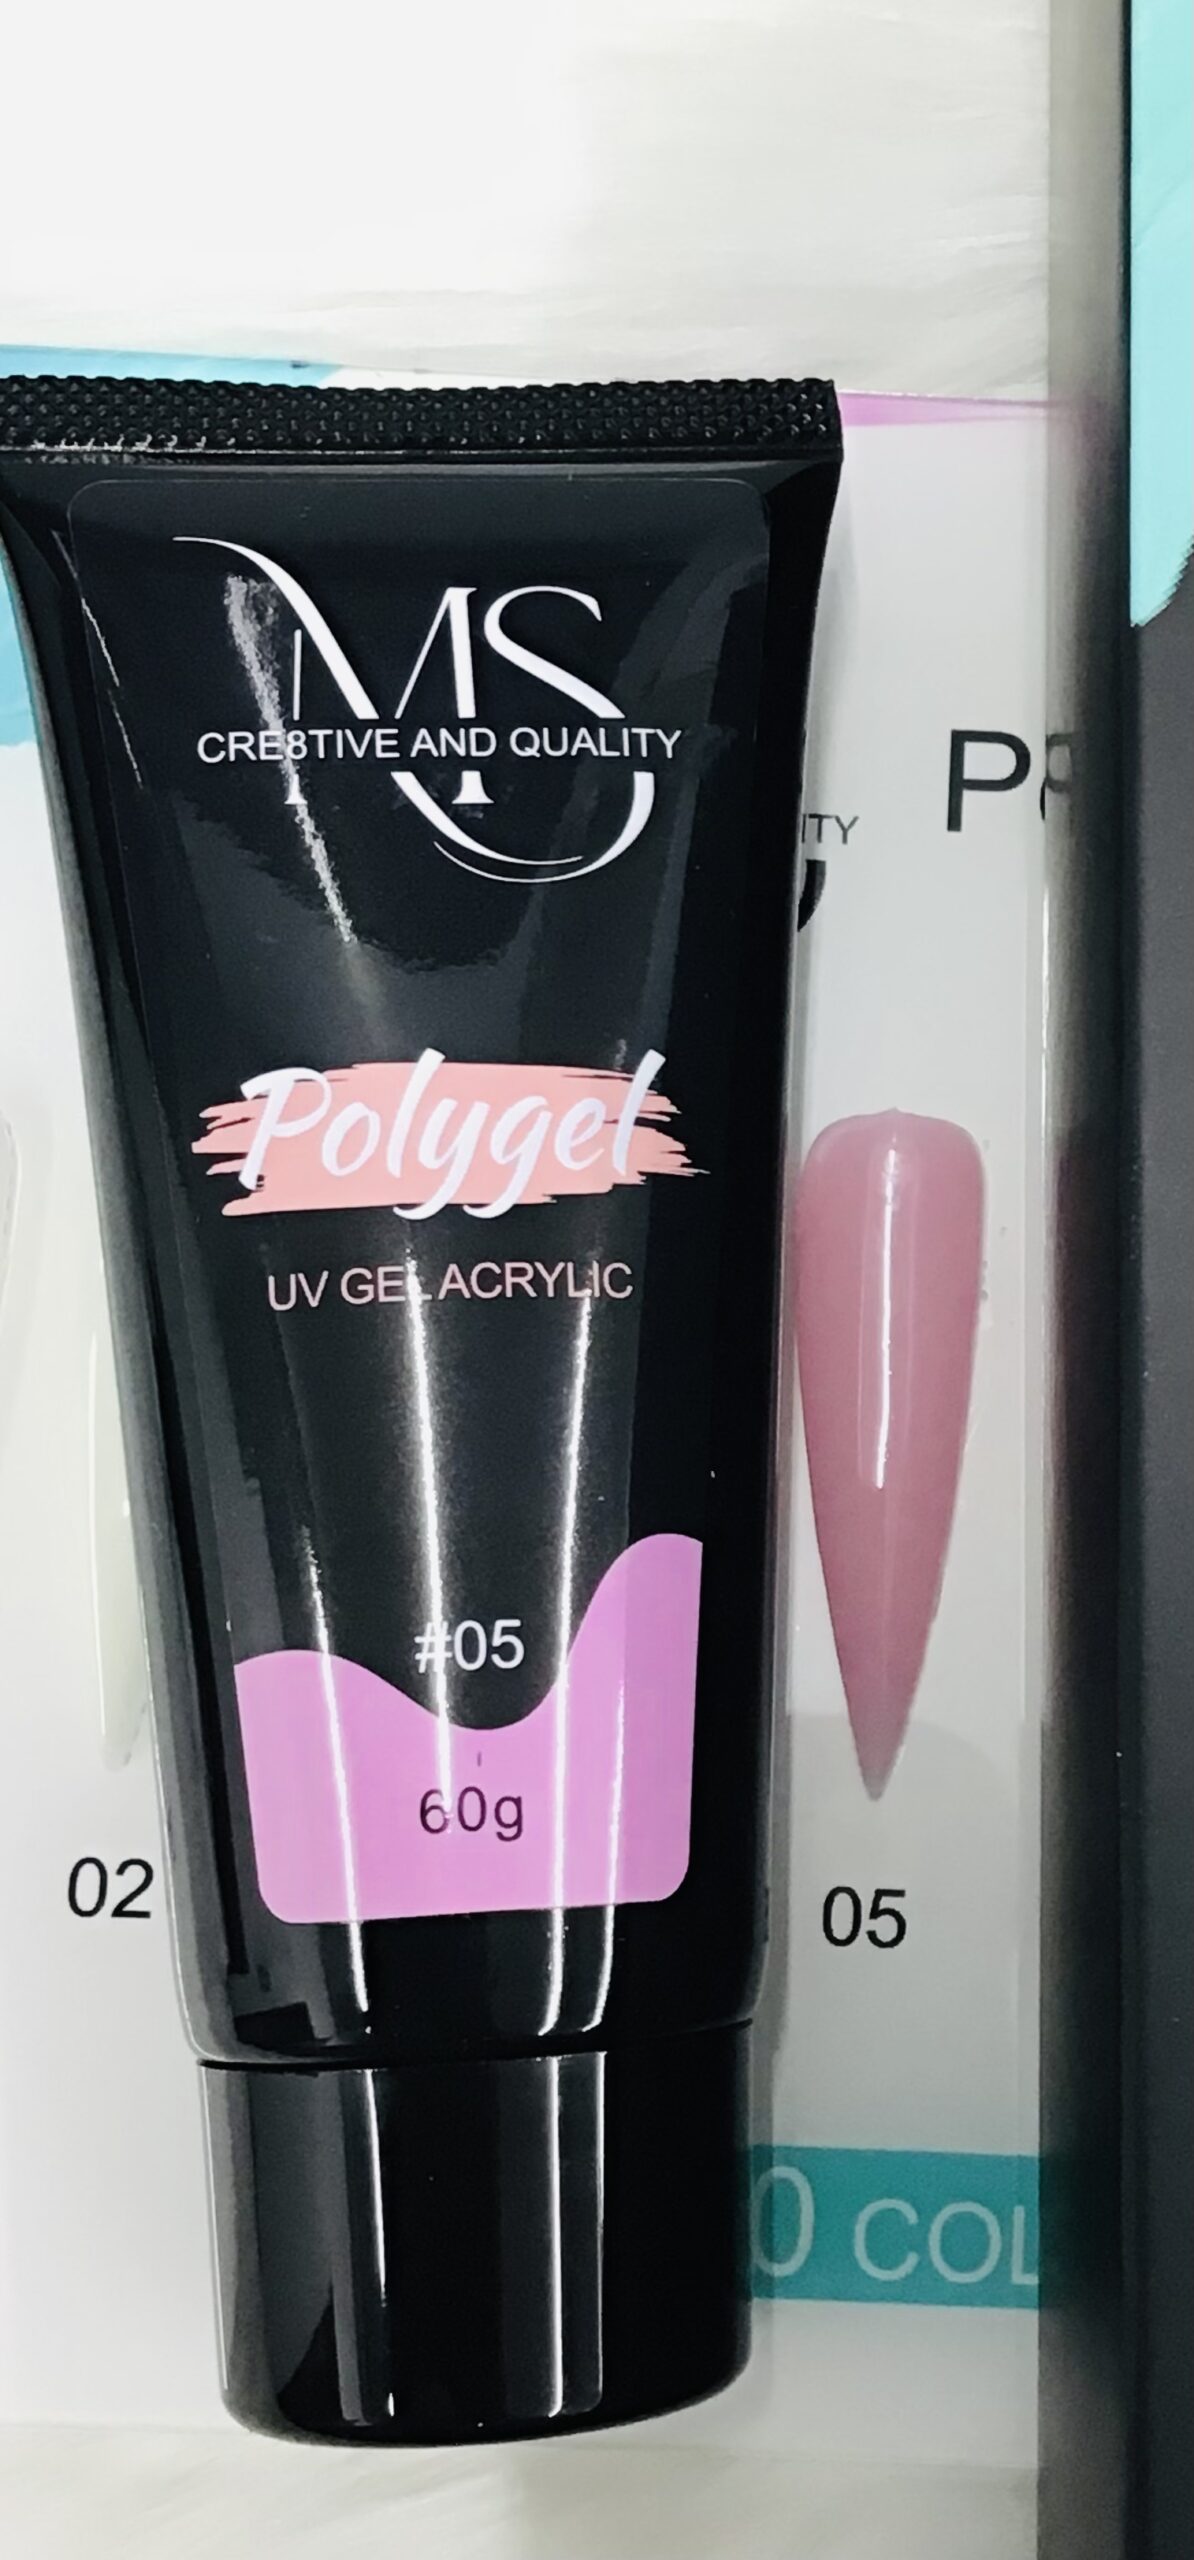 MS
CRE8TIVE AND QUALITY
Polygel
UV GEL ACRYLIC
#05
60g
02
05
COL